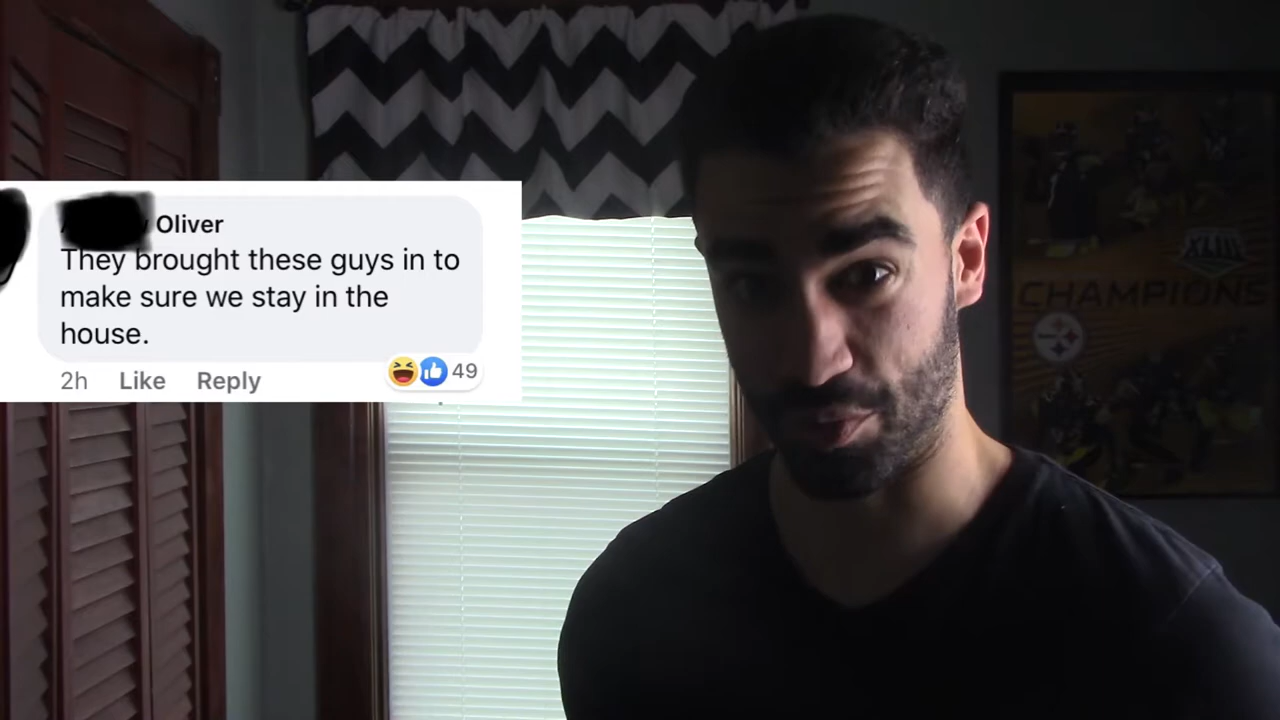 Oliver
They brought these guys in to
make sure we stay in the
house.
2h Like Reply 49
XLIII
CHAMPIONS